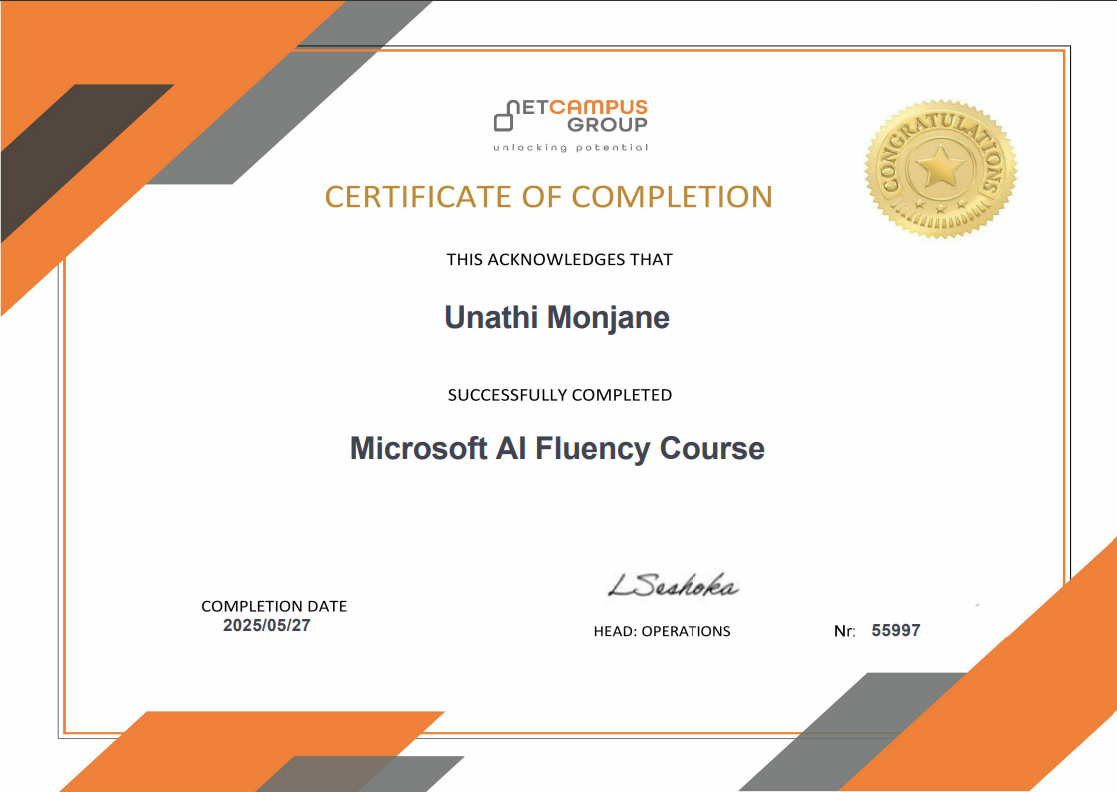 NETCAMPUS
GROUP
unlocking potential
CONGRATULATIONS
CERTIFICATE OF COMPLETION
THIS ACKNOWLEDGES THAT
Unathi Monjane
SUCCESSFULLY COMPLETED
Microsoft AI Fluency Course
LSeshoka
COMPLETION DATE
2025/05/27
HEAD: OPERATIONS
Nr: 55997